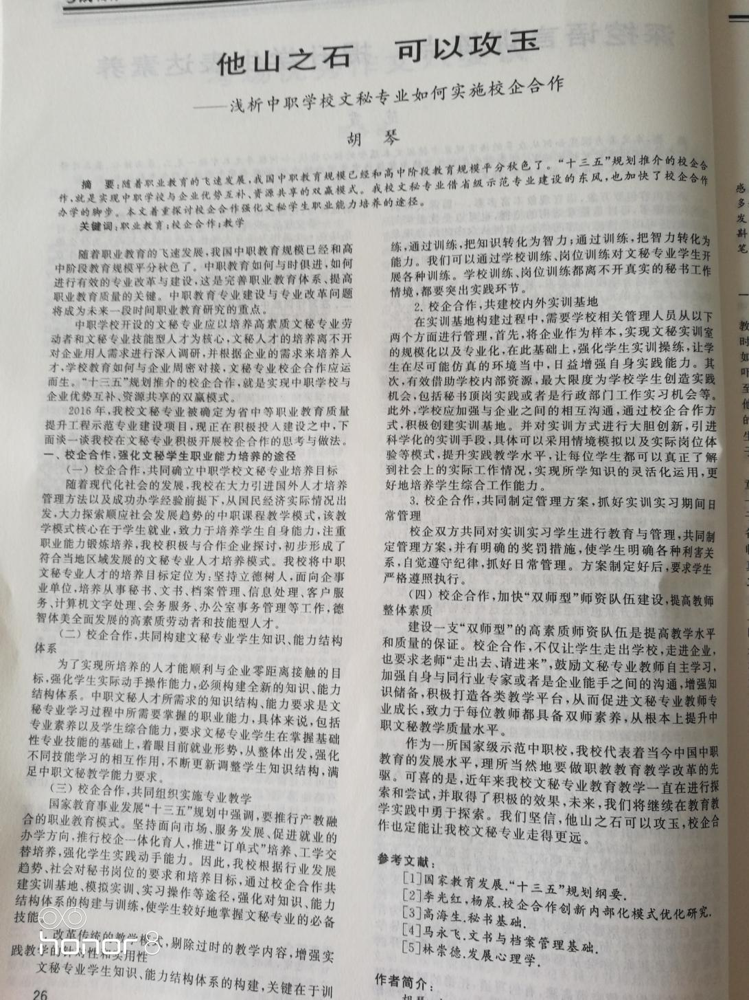 他山之石　可以攻玉
——浅析中职学校文秘专业如何实施校企合作
胡　琴
摘　要:随着职业教育的飞速发展,我国中职教育规模已经和高中阶段教育规模平分秋色了。“十三五”规划推介的校企合
作,就是实现中职学校与企业优势互补、资源共享的双赢模式。我校文秘专业借省级示范专业建设的东风,也加快了校企合作
办学的脚步。本文着重探讨校企合作强化文秘学生职业能力培养的途径。
关键词:职业教育;校企合作;教学
随着职业教育的飞速发展,我国中职教育规模已经和高
中阶段教育规模平分秋色了。中职教育如何与时俱进,如何
进行有效的专业改革与建设,这是完善职业教育体系、提高
职业教育质量的关键。中职教育专业建设与专业改革问题
将成为未来一段时间职业教育研究的重点。
中职学校开设的文秘专业应以培养高素质文秘专业劳
动者和文秘专业技能型人才为核心,文秘人才的培养离不开
对企业用人需求进行深入调研,并根据企业的需求来培养人
才,学校教育如何与企业周密对接,文秘专业校企合作应运
而生。“十三五”规划推介的校企合作,就是实现中职学校与
企业优势互补、资源共享的双赢模式。
2016年,我校文秘专业被确定为省中等职业教育质量
提升工程示范专业建设项目,现正在积极投入建设之中,下
面谈一谈我校在文秘专业积极开展校企合作的思考与做法。
一、校企合作,强化文秘学生职业能力培养的途径
(一)校企合作,共同确立中职学校文秘专业培养目标
随着现代化社会的发展,我校在大力引进国外人才培养
管理方法以及成功办学经验前提下,从国民经济实际情况出
发,大力探索顺应社会发展趋势的中职课程教学模式,该教
学模式核心在于学生就业,致力于培养学生自身能力,注重
职业能力锻炼培养,我校积极与合作企业探讨,初步形成了
符合当地区域发展的文秘专业人才培养模式。我校将中职
文秘专业人才的培养目标定位为:坚持立德树人,面向企事
业单位,培养从事秘书、文书、档案管理、信息处理、客户服
务、计算机文字处理、会务服务、办公室事务管理等工作,德
智体美全面发展的高素质劳动者和技能型人才。
(二)校企合作,共同构建文秘专业学生知识、能力结构
体系
为了实现所培养的人才能顺利与企业零距离接触的目
标,强化学生实际动手操作能力,必须构建全新的知识、能力
结构体系。中职文秘人才所需求的知识结构、能力要求是文
秘专业学习过程中所需要掌握的职业能力,具体来说,包括
专业素养以及学生综合能力,要求文秘专业学生在掌握基础
性专业技能的基础上,着眼目前就业形势,从整体出发,强化
不同技能学习的相互作用,不断更新调整学生知识结构,满
足中职文秘教学能力要求。
(三)校企合作,共同组织实施专业教学
国家教育事业发展“十三五”规划中强调,要推行产教融
合的职业教育模式。坚持面向市场、服务发展、促进就业的
办学方向,推行校企一体化育人,推进“订单式”培养、工学交
替培养,强化学生实践动手能力。因此,我校根据行业发展
趋势、社会对秘书岗位的要求和培养目标,通过校企合作共
建实训基地、模拟实训、实习操作等途径,强化对知识、能力
结构体系的构建与训练,使学生较好地掌握文秘专业的必备
技能
改革传统的教学模式,剔除过时的教学内容,增强实
践教学的针对性和实用性
文秘专业学生知识、能力结构体系的构建,关键在于训
26
honor 8
练,通过训练,把知识转化为智力;通过训练,把智力转化为
能力。我们可以通过学校训练、岗位训练对文秘专业学生开
展各种训练。学校训练、岗位训练都离不开真实的秘书工作
情境,都要突出实践环节。
2. 校企合作,共建校内外实训基地
在实训基地构建过程中,需要学校相关管理人员从以下
两个方面进行管理,首先,将企业作为样本,实现文秘实训室
的规模化以及专业化,在此基础上,强化学生实训操练,让学
生在尽可能仿真的环境当中,日益增强自身实践能力。其
次,有效借助学校内部资源,最大限度为学校学生创造实践
机会,包括秘书顶岗实践或者是行政部门工作实习机会等。
此外,学校应加强与企业之间的相互沟通,通过校企合作方
式,积极创建实训基地。并对实训方式进行大胆创新,引进
科学化的实训手段,具体可以采用情境模拟以及实际岗位体
验等模式,提升实践教学水平,让每位学生都可以真正了解
到社会上的实际工作情况,实现所学知识的灵活化运用,更
好地培养学生综合工作能力。
3. 校企合作,共同制定管理方案,抓好实训实习期间日
常管理
校企双方共同对实训实习学生进行教育与管理,共同制
定管理方案,并有明确的奖罚措施,使学生明确各种利害关
系,自觉遵守纪律,抓好日常管理。方案制定好后,要求学生
严格遵照执行。
(四)校企合作,加快“双师型”师资队伍建设,提高教师
整体素质
建设一支“双师型”的高素质师资队伍是提高教学水平
和质量的保证。校企合作,不仅让学生走出学校,走进企业,
也要求老师“走出去、请进来”,鼓励文秘专业教师自主学习,
加强自身与同行业专家或者是企业能手之间的沟通,增强知
识储备,积极打造各类教学平台,从而促进文秘专业教师专
业成长,致力于每位教师都具备双师素养,从根本上提升中
职文秘教学质量水平。
作为一所国家级示范中职校,我校代表着当今中国中职
教育的发展水平,理所当然地要做职教教育教学改革的先
驱。可喜的是,近年来我校文秘专业教育教学一直在进行探
索和尝试,并取得了积极的效果,未来,我们将继续在教育教
学实践中勇于探索。我们坚信,他山之石可以攻玉,校企合
作也定能让我校文秘专业走得更远。
参考文献:
[1]国家教育发展.“十三五”规划纲要.
[2]李光红,杨晨.校企合作创新内部化模式优化研究.
[3]高海生.秘书基础.
[4]马永飞.文书与档案管理基础.
[5]林崇德.发展心理学.
作者简介:
感
多
发
斟
笔
教
时
如
吓
至
他
的
生